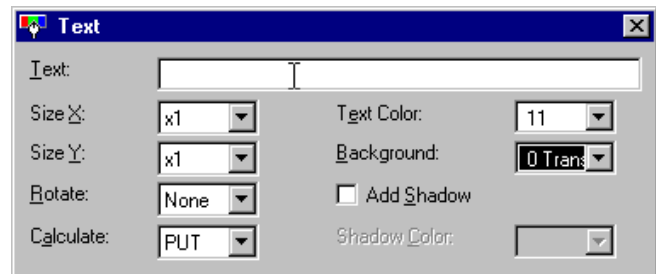 Text
Text:
Size X: x1 Text Color: 11
Size Y: x1 Background: 0 Trans
Rotate: None Add Shadow
Calculate: PUT Shadow Color: